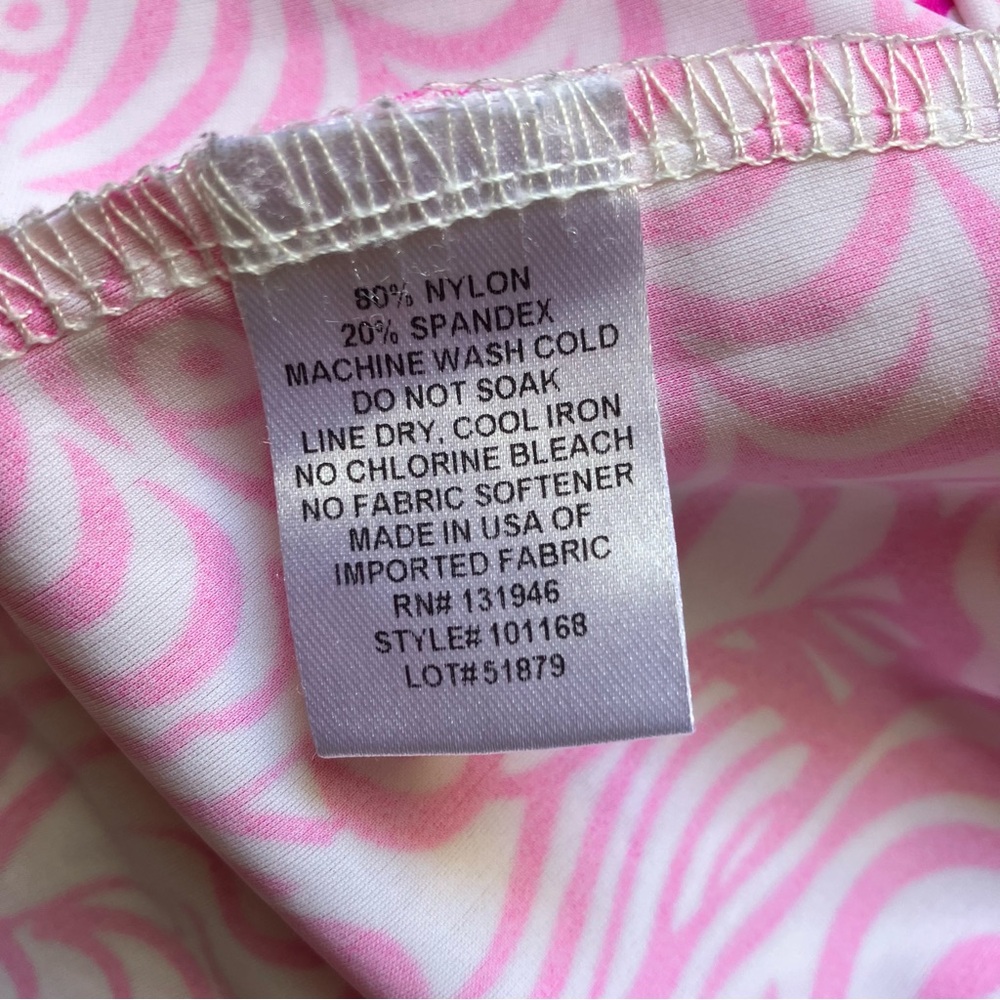 80% NYLON
20% SPANDEX
MACHINE WASH COLD
DO NOT SOAK
LINE DRY, COOL IRON
NO CHLORINE BLEACH
NO FABRIC SOFTENER
MADE IN USA OF
IMPORTED FABRIC
RN# 131946
STYLE# 101168
LOT# 51879